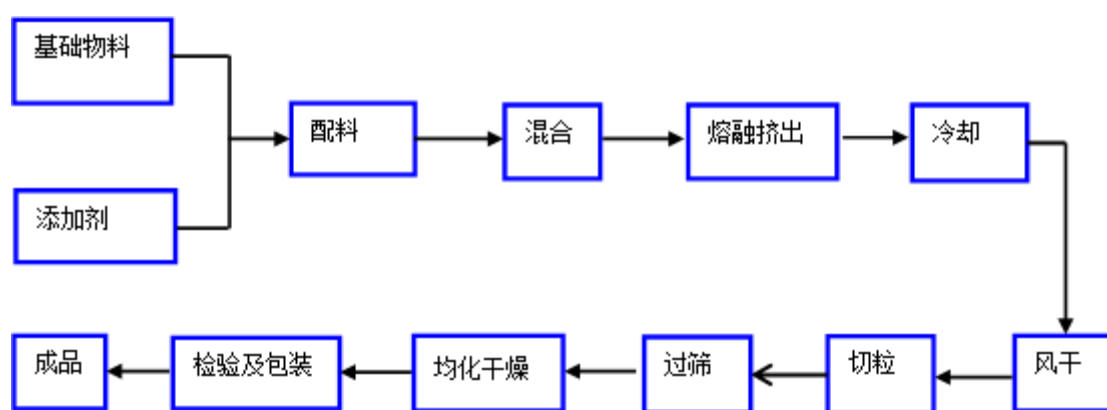 基础物料
添加剂
配料
混合
熔融挤出
冷却
风干
切粒
过筛
均化干燥
检验及包装
成品